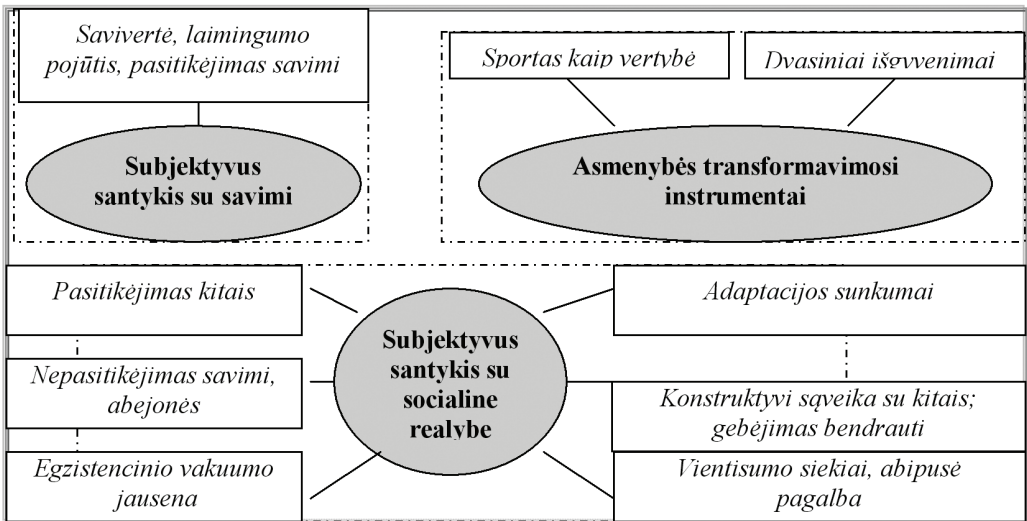 Savivertė, laimingumo
pojūtis, pasitikėjimas savimi
Sportas kaip vertybė
Dvasiniai išgyvenimai
Subjektyvus
santykis su savimi
Asmenybės transformavimosi
instrumentai
Pasitikėjimas kitais
Adaptacijos sunkumai
Subjektyvus
santykis su
socialine
realybe
Nepasitikėjimas savimi,
abejonės
Konstruktyvi sąveika su kitais;
gebėjimas bendrauti
Egzistencinio vakuumo
jausena
Vientisumo siekiai, abipusė
pagalba